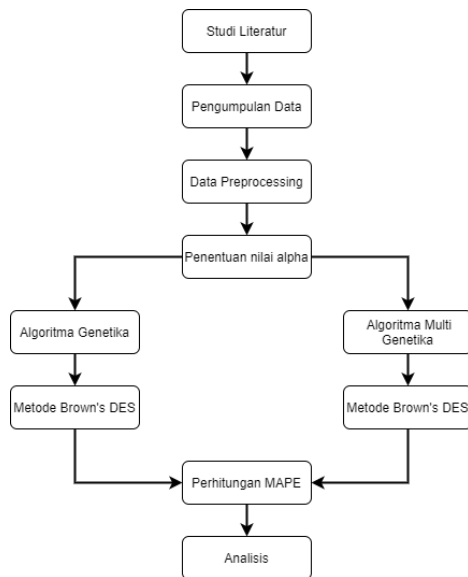 Studi Literatur
Pengumpulan Data
Data Preprocessing
Penentuan nilai alpha
Algoritma Genetika
Algoritma Multi
Genetika
Metode Brown's DES
Metode Brown's DES
Perhitungan MAPE
Analisis